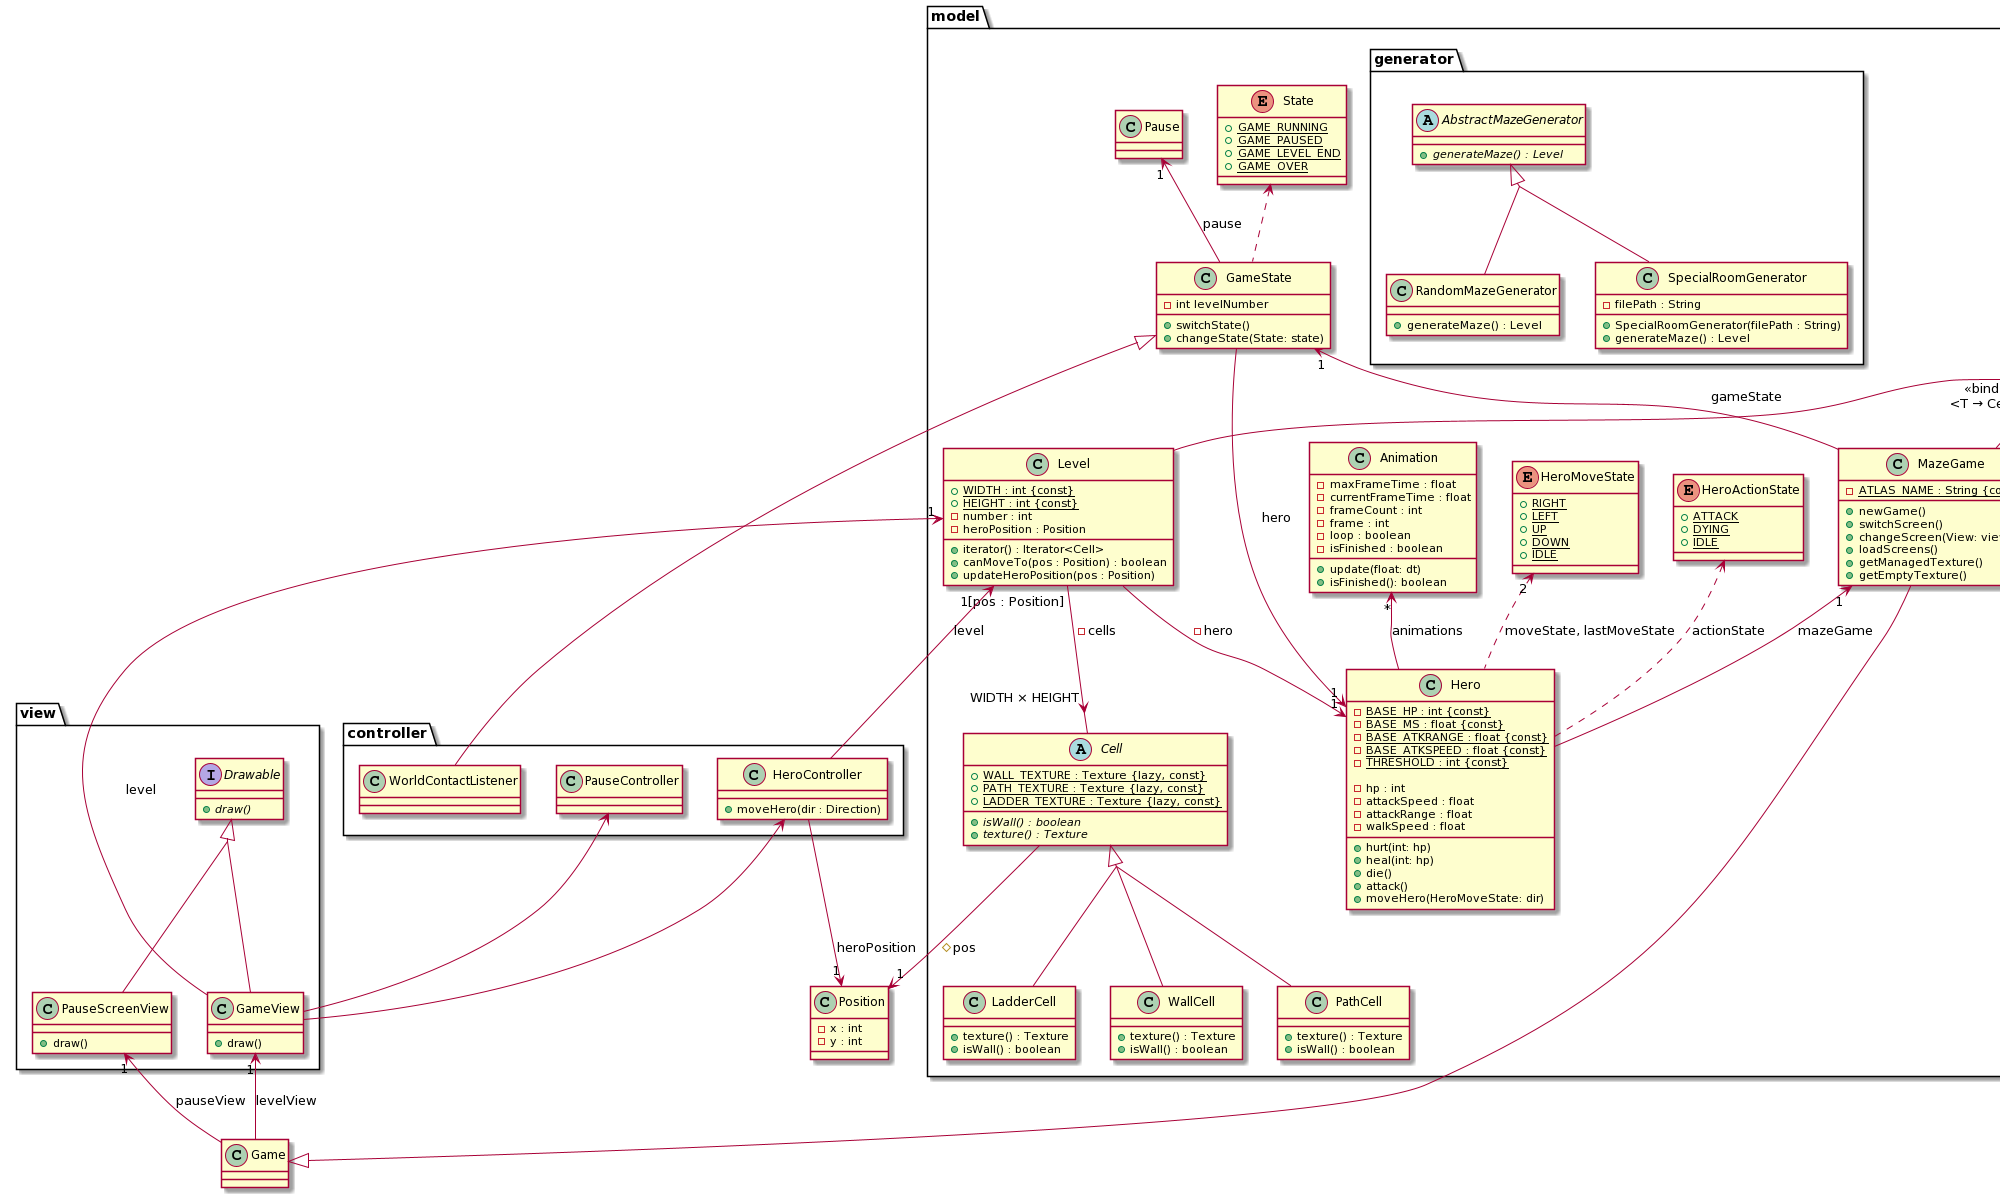 model
generator
E State
GAME_RUNNING
GAME_PAUSED
GAME_LEVEL_END
GAME_OVER
C Pause
1
pause
A AbstractMazeGenerator
generateMaze() : Level
C GameState
int levelNumber
switchState()
changeState(State: state)
1
C RandomMazeGenerator
generateMaze() : Level
C SpecialRoomGenerator
filePath : String
SpecialRoomGenerator(filePath : String)
generateMaze() : Level
gameState
«bind
<T → Ce
C Level
WIDTH : int {const}
HEIGHT : int {const}
number : int
heroPosition : Position
iterator() : Iterator<Cell>
canMoveTo(pos : Position) : boolean
updateHeroPosition(pos : Position)
1
1[pos : Position]
level
cells
hero
hero
C Animation
maxFrameTime : float
currentFrameTime : float
frameCount : int
frame : int
loop : boolean
isFinished : boolean
update(float: dt)
isFinished(): boolean
*
animations
E HeroMoveState
RIGHT
LEFT
UP
DOWN
IDLE
2
moveState, lastMoveState
E HeroActionState
ATTACK
DYING
IDLE
actionState
C MazeGame
ATLAS_NAME : String {co
newGame()
switchScreen()
changeScreen(View: vie
loadScreens()
getManagedTexture()
getEmptyTexture()
1
mazeGame
WIDTH × HEIGHT
1
1
C Hero
BASE_HP : int {const}
BASE_MS : float {const}
BASE_ATKRANGE : float {const}
BASE_ATKSPEED : float {const}
THRESHOLD : int {const}
hp : int
attackSpeed : float
attackRange : float
walkSpeed : float
hurt(int: hp)
heal(int: hp)
die()
attack()
moveHero(HeroMoveState: dir)
view
I Drawable
draw()
level
controller
C WorldContactListener
C PauseController
C HeroController
moveHero(dir : Direction)
A Cell
WALL_TEXTURE : Texture {lazy, const}
PATH_TEXTURE : Texture {lazy, const}
LADDER_TEXTURE : Texture {lazy, const}
isWall() : boolean
texture() : Texture
heroPosition
1
pos
1
C PauseScreenView
draw()
C GameView
draw()
C Position
x : int
y : int
C LadderCell
texture() : Texture
isWall() : boolean
C WallCell
texture() : Texture
isWall() : boolean
C PathCell
texture() : Texture
isWall() : boolean
1
1
pauseView
levelView
C Game